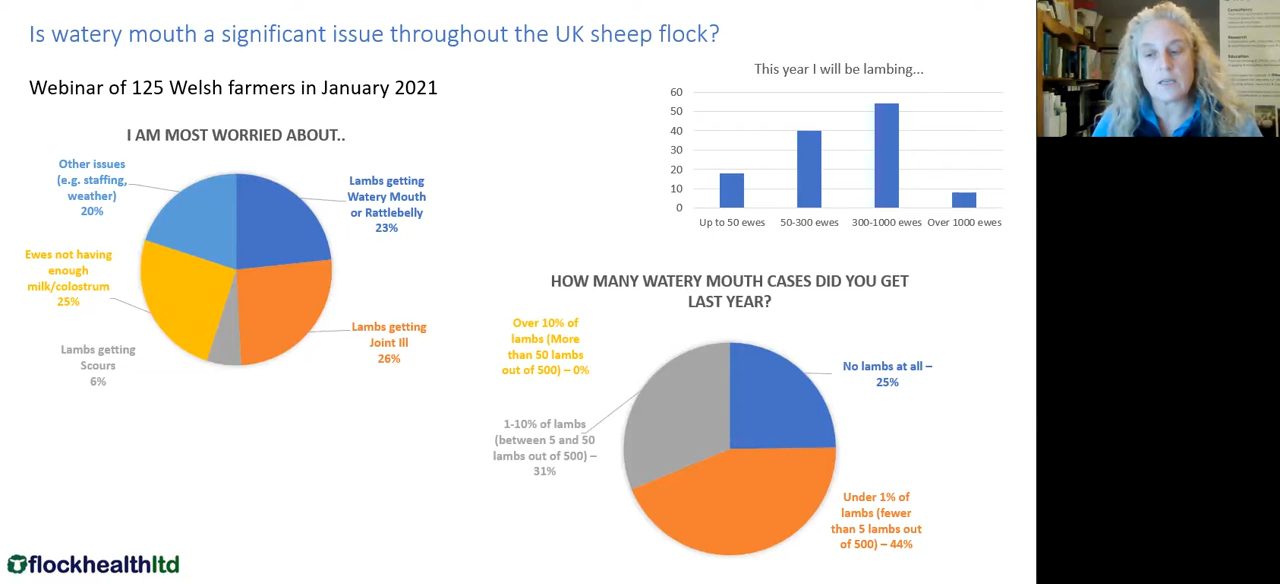 Is watery mouth a significant issue throughout the UK sheep flock?
Webinar of 125 Welsh farmers in January 2021
I AM MOST WORRIED ABOUT..
Other issues
(e.g. staffing,
weather)
20%
Lambs getting
Watery Mouth
or Rattlebelly
23%
Ewes not having
enough
milk/colostrum
25%
Lambs getting
Joint Ill
26%
Lambs getting
Scours
6%
This year I will be lambing...
60
50
40
30
20
10
0
Up to 50 ewes
50-300 ewes
300-1000 ewes
Over 1000 ewes
HOW MANY WATERY MOUTH CASES DID YOU GET
LAST YEAR?
Over 10% of
lambs (More
than 50 lambs
out of 500) – 0%
No lambs at all –
25%
1-10% of lambs
(between 5 and 50
lambs out of 500) –
31%
Under 1% of
lambs (fewer
than 5 lambs out
of 500) – 44%
flockhealthltd